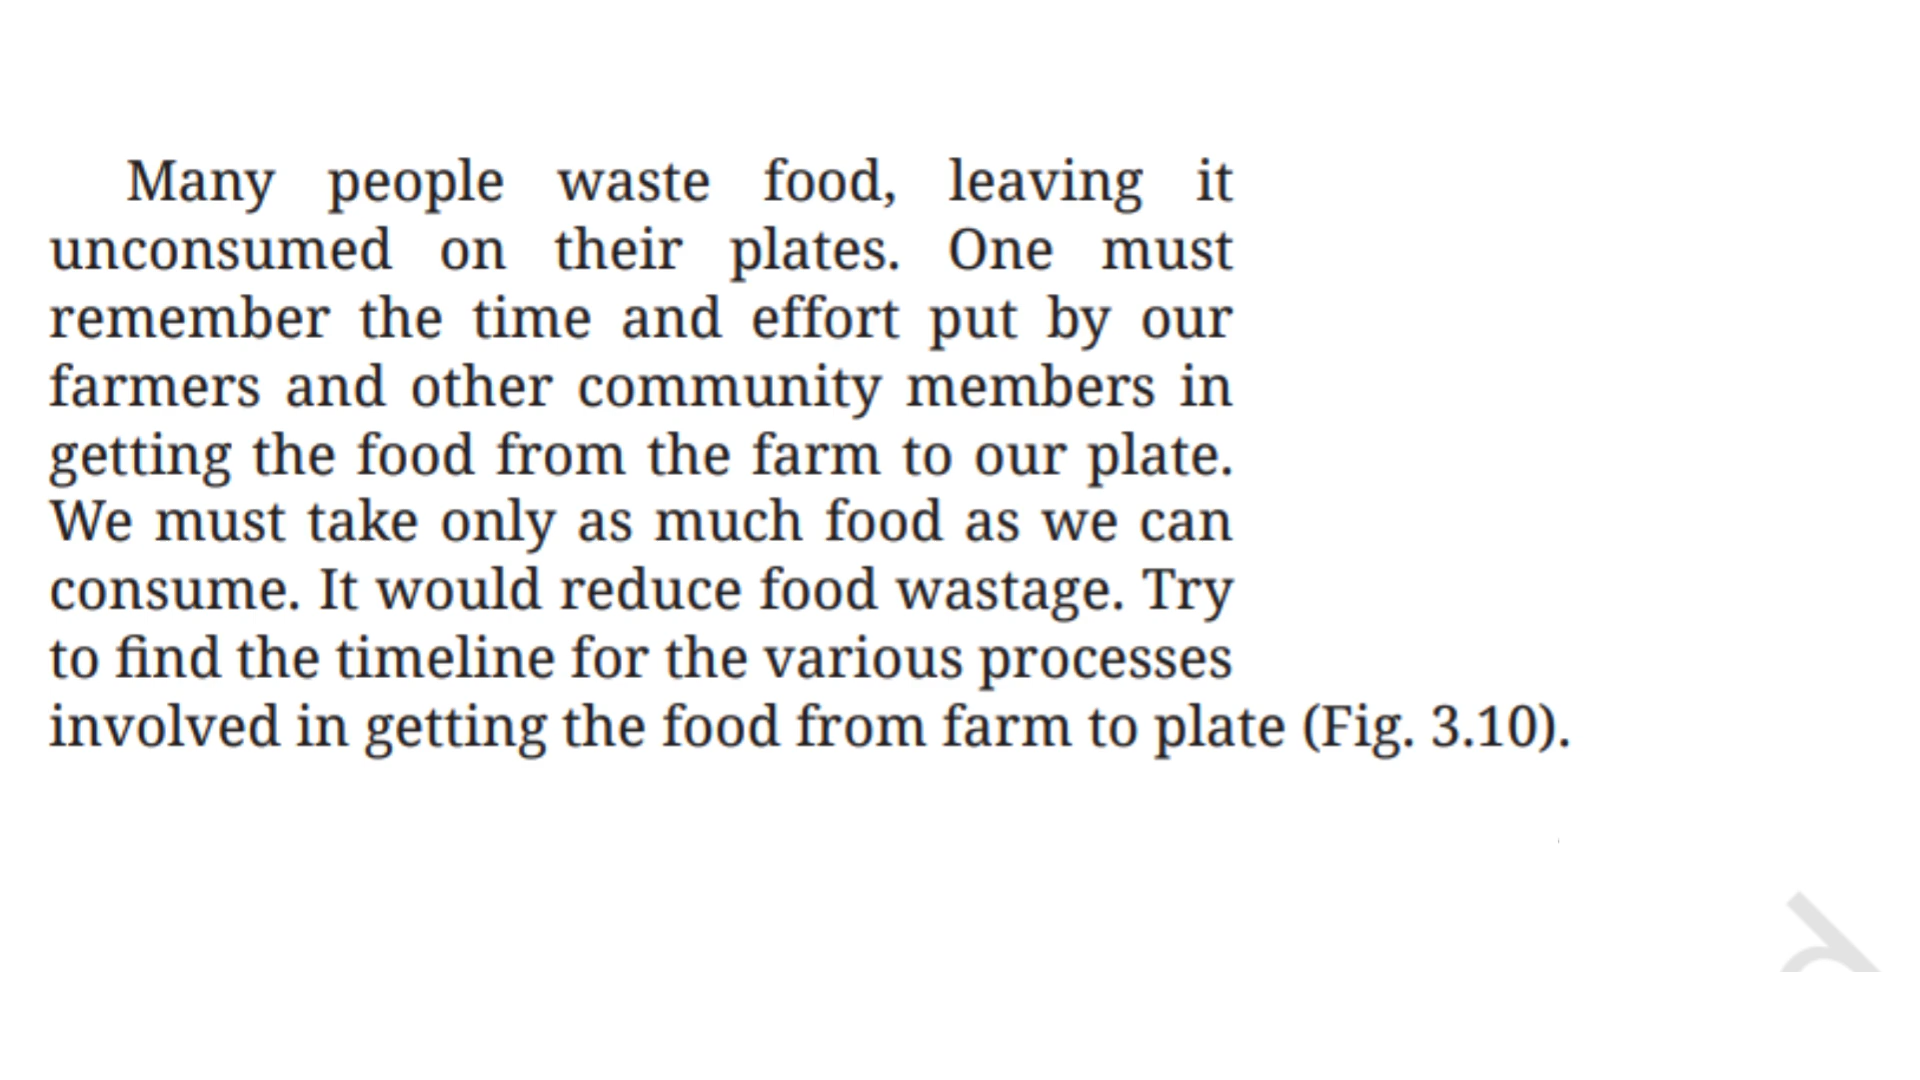 Many people waste food, leaving it
unconsumed on their plates. One must
remember the time and effort put by our
farmers and other community members in
getting the food from the farm to our plate.
We must take only as much food as we can
consume. It would reduce food wastage. Try
to find the timeline for the various processes
involved in getting the food from farm to plate (Fig. 3.10).